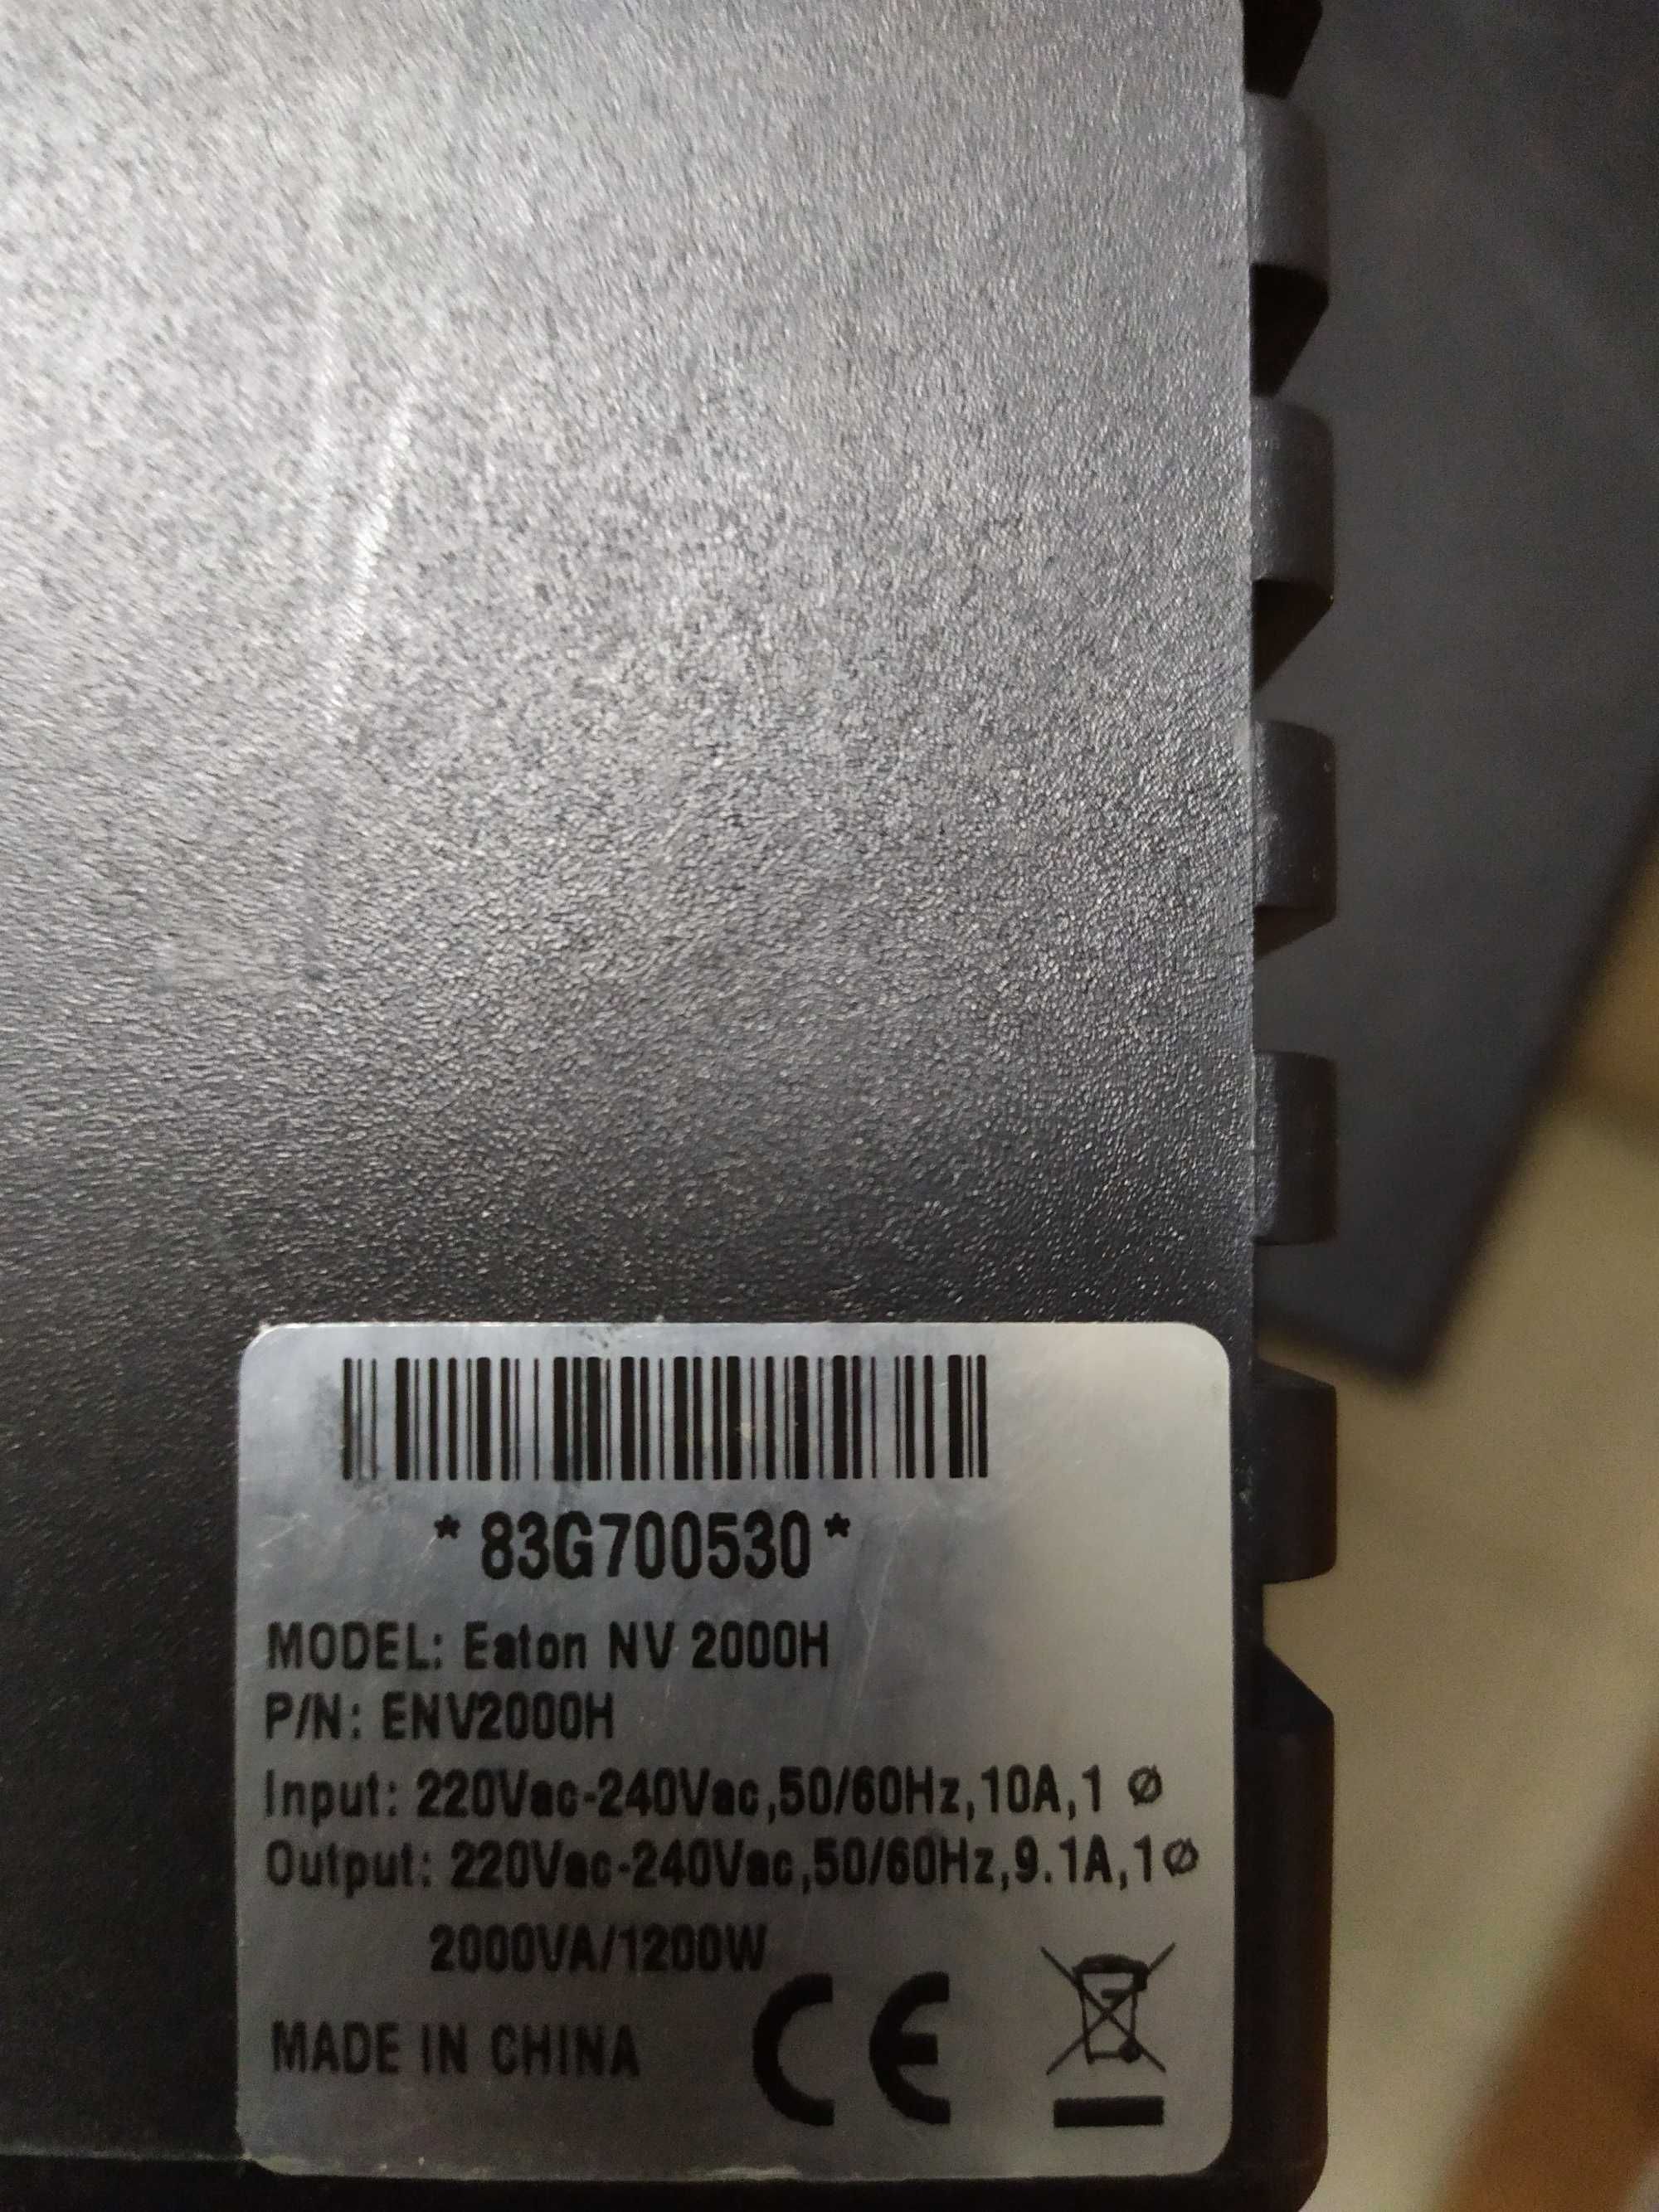 *83G700530*
MODEL: Eaton NV 2000H
P/N: ENV2000H
Input: 220Vac-240Vac,50/60Hz,10A,1 Ø
Output: 220Vac-240Vac,50/60Hz,9.1A,1Ø
2000VA/1200W
MADE IN CHINA CE